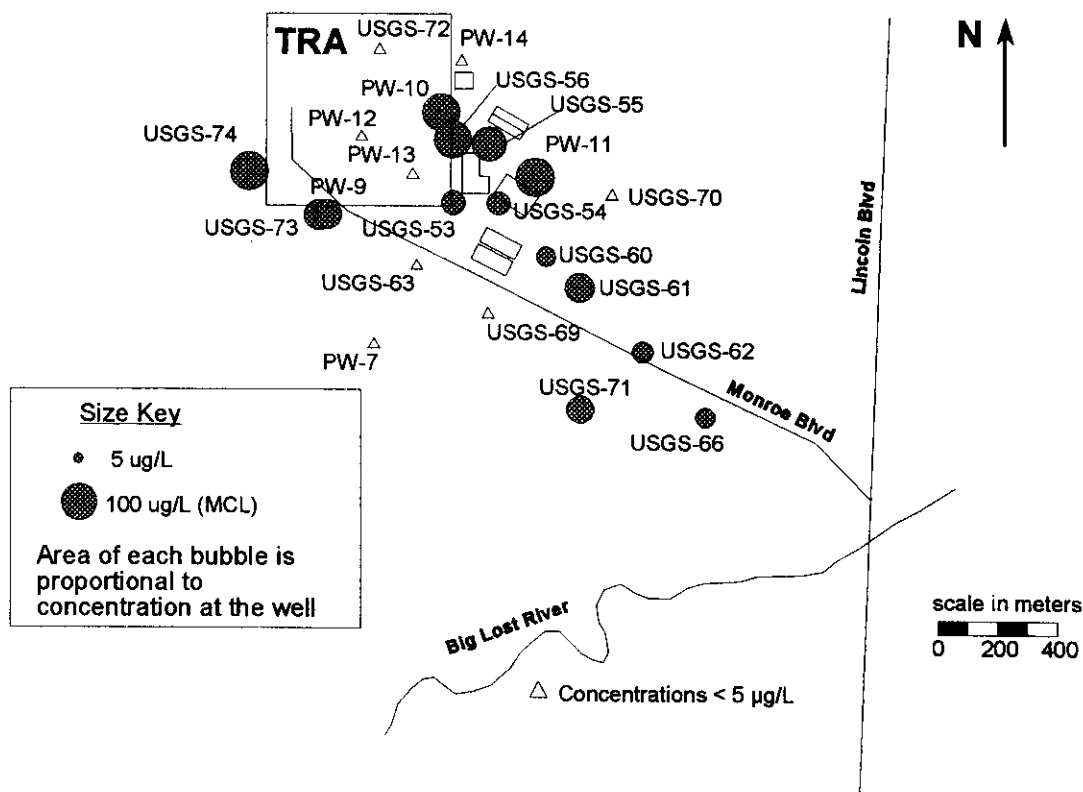 USGS-72
TRA
PW-14
N
PW-10
USGS-56
USGS-55
PW-12
USGS-74
PW-13
PW-11
PW-9
USGS-70
USGS-73
USGS-53
USGS-54
USGS-60
USGS-63
USGS-61
Lincoln Blvd
USGS-69
PW-7
USGS-62
USGS-71
Monroe Blvd
USGS-66
Size Key
5 ug/L
100 ug/L (MCL)
Area of each bubble is
proportional to
concentration at the well
Big Lost River
scale in meters
0 200 400
Concentrations < 5 µg/L